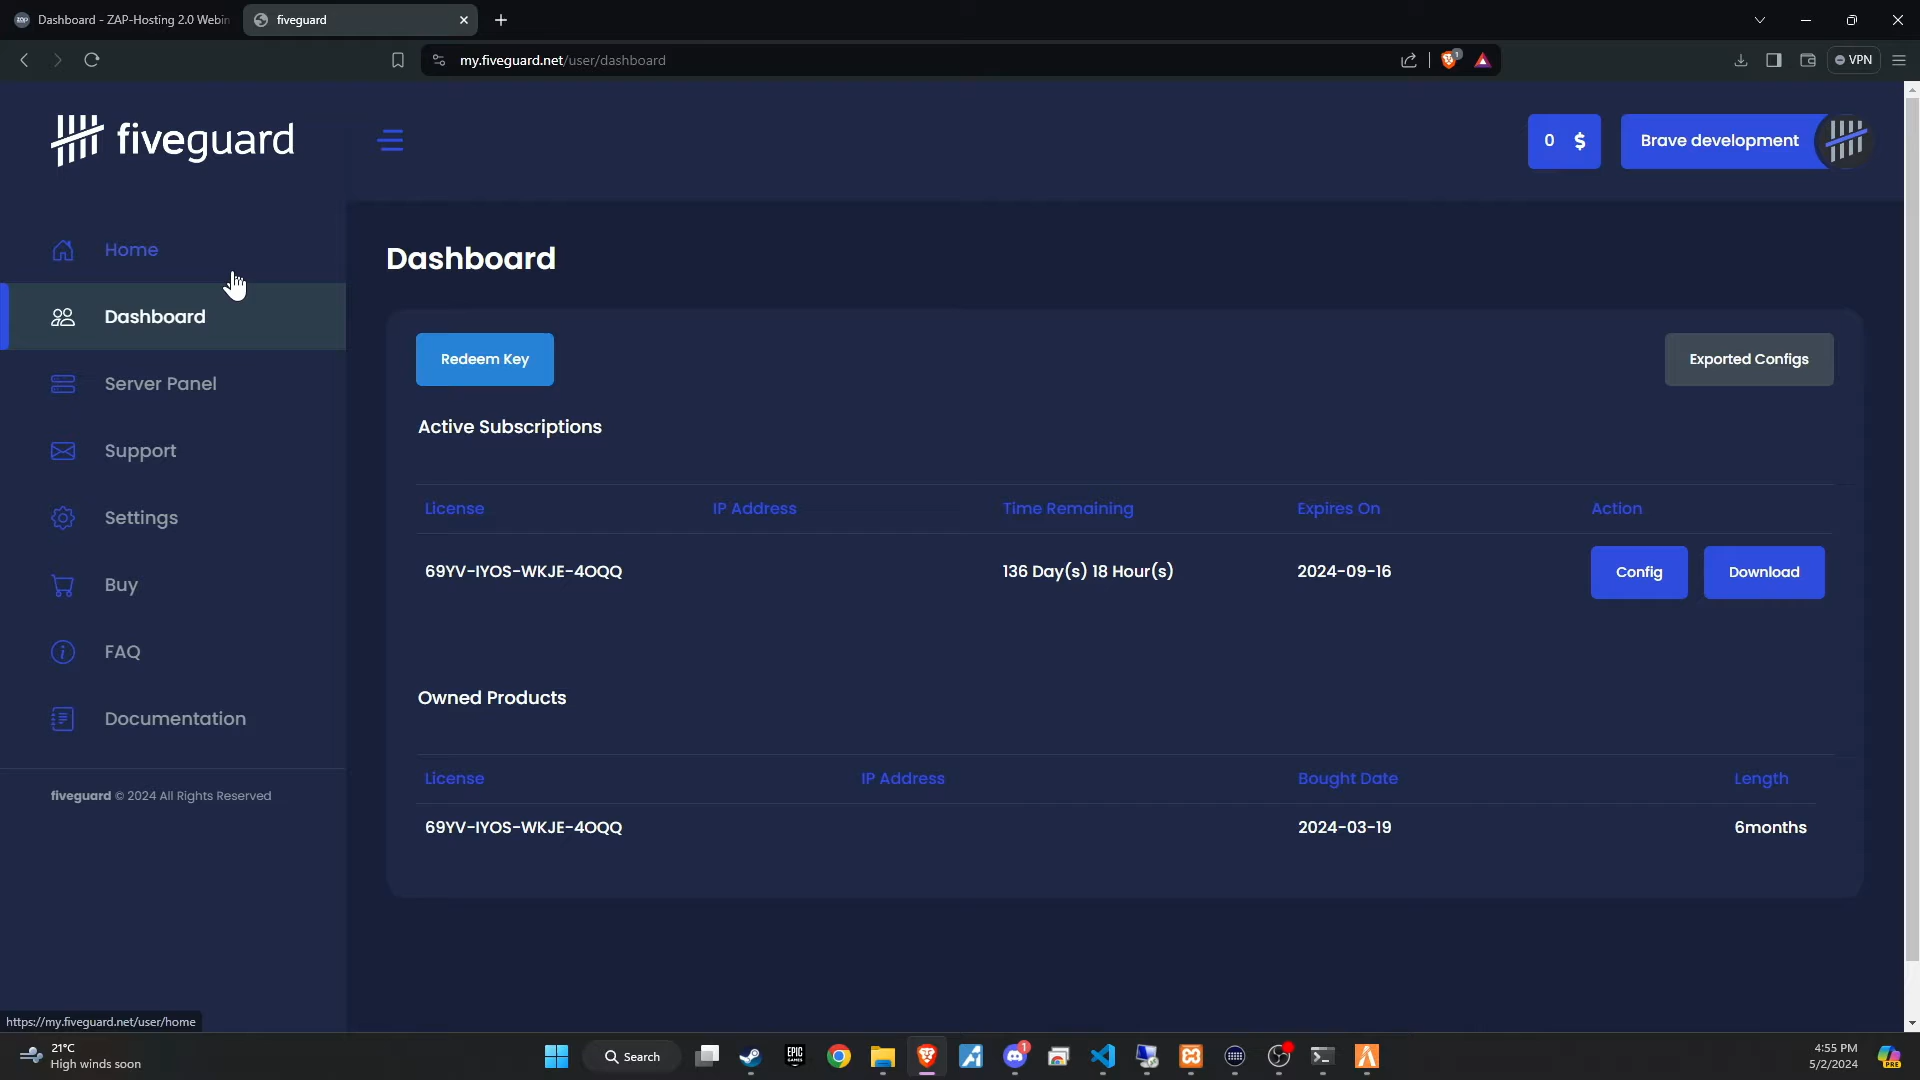 Dashboard - ZAP-Hosting 2.0 Webin
fiveguard
my.fiveguard.net/user/dashboard
VPN
fiveguard
0 $
Brave development
Home
Dashboard
Server Panel
Support
Settings
Buy
FAQ
Documentation
fiveguard © 2024 All Rights Reserved
Dashboard
Redeem Key
Exported Configs
Active Subscriptions
License IP Address Time Remaining Expires On Action
69YV-IYOS-WKJE-4OQQ 136 Day(s) 18 Hour(s) 2024-09-16 Config Download
Owned Products
License IP Address Bought Date Length
69YV-IYOS-WKJE-4OQQ 2024-03-19 6months
https://my.fiveguard.net/user/home
21°C
High winds soon
Search
EPIC
GAMES
1
4:55 PM
5/2/2024
PRE